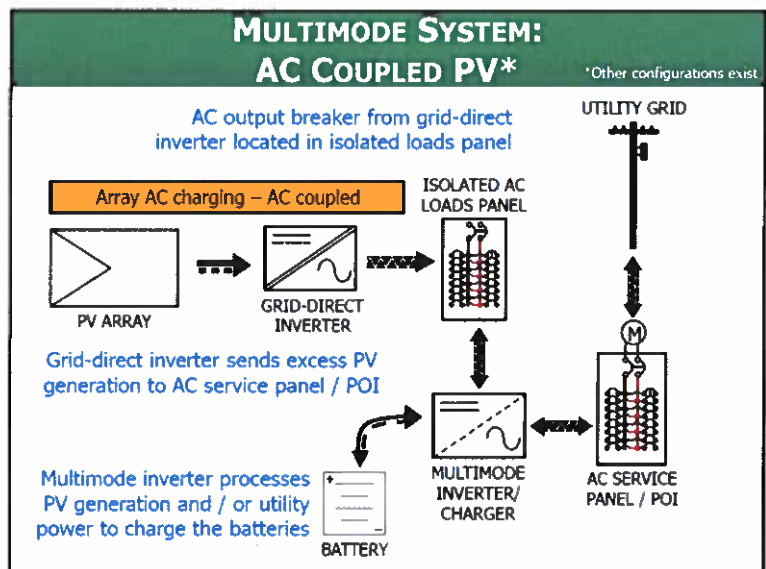 MULTIMODE SYSTEM:
AC COUPLED PV*
*Other configurations exist
AC output breaker from grid-direct
inverter located in isolated loads panel
UTILITY GRID
Array AC charging – AC coupled
ISOLATED AC
LOADS PANEL
PV ARRAY
GRID-DIRECT
INVERTER
M
Grid-direct inverter sends excess PV
generation to AC service panel / POI
Multimode inverter processes
PV generation and / or utility
power to charge the batteries
+
-
BATTERY
MULTIMODE
INVERTER/
CHARGER
AC SERVICE
PANEL / POI